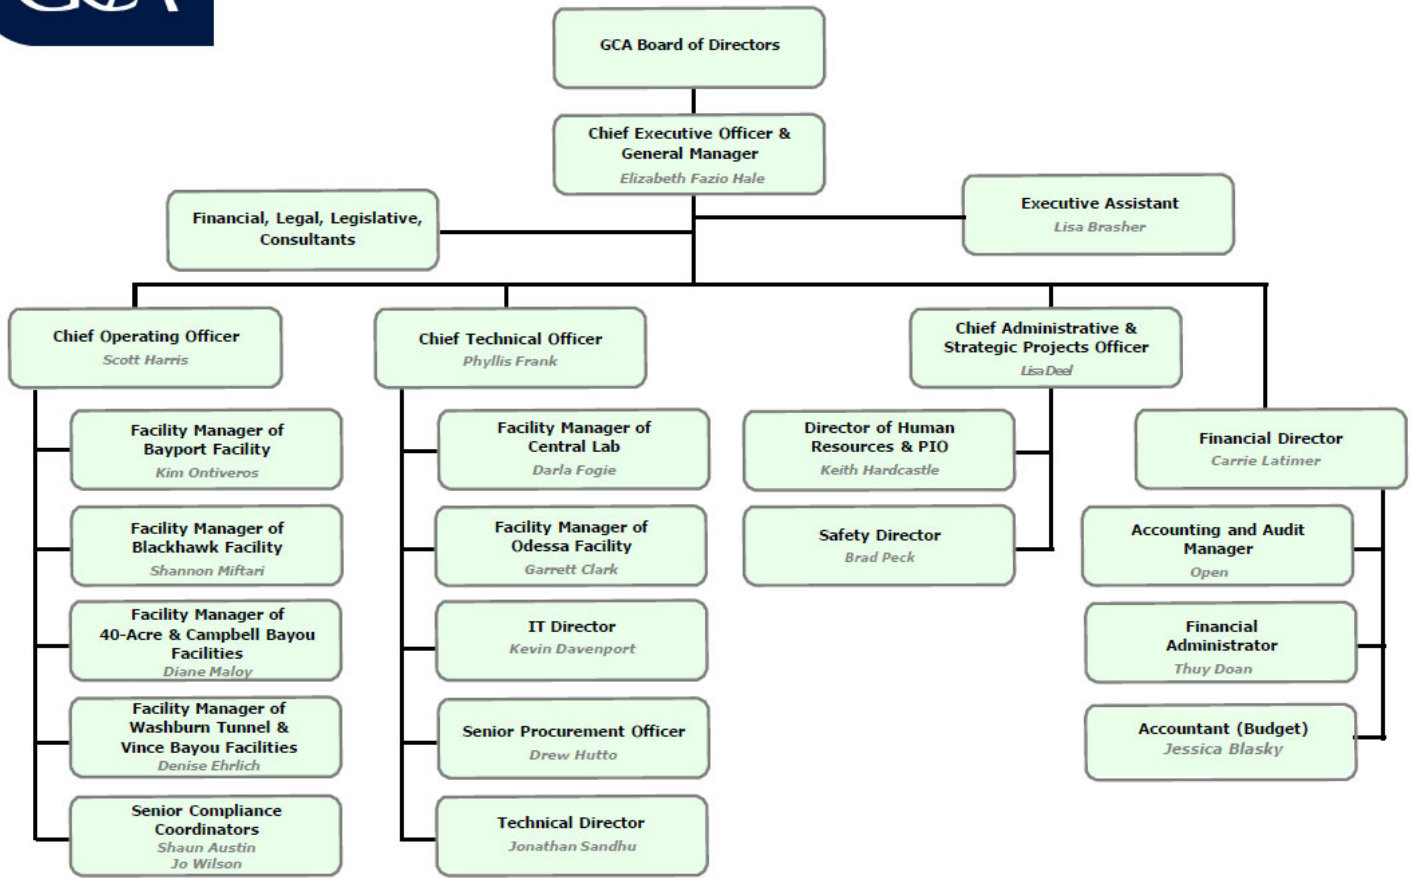 GCA
GCA Board of Directors
Chief Executive Officer &
General Manager
Elizabeth Fazio Hale
Financial, Legal, Legislative,
Consultants
Executive Assistant
Lisa Brasher
Chief Operating Officer
Scott Harris
Chief Technical Officer
Phyllis Frank
Chief Administrative &
Strategic Projects Officer
Lisa Deel
Facility Manager of
Bayport Facility
Kim Ontiveros
Facility Manager of
Blackhawk Facility
Shannon Miftari
Facility Manager of
40-Acre & Campbell Bayou
Facilities
Diane Maloy
Facility Manager of
Washburn Tunnel &
Vince Bayou Facilities
Denise Ehrlich
Senior Compliance
Coordinators
Shaun Austin
Jo Wilson
Facility Manager of
Central Lab
Darla Fogie
Facility Manager of
Odessa Facility
Garrett Clark
IT Director
Kevin Davenport
Senior Procurement Officer
Drew Hutto
Technical Director
Jonathan Sandhu
Director of Human
Resources & PIO
Keith Hardcastle
Safety Director
Brad Peck
Financial Director
Carrie Latimer
Accounting and Audit
Manager
Open
Financial
Administrator
Thuy Doan
Accountant (Budget)
Jessica Blasky